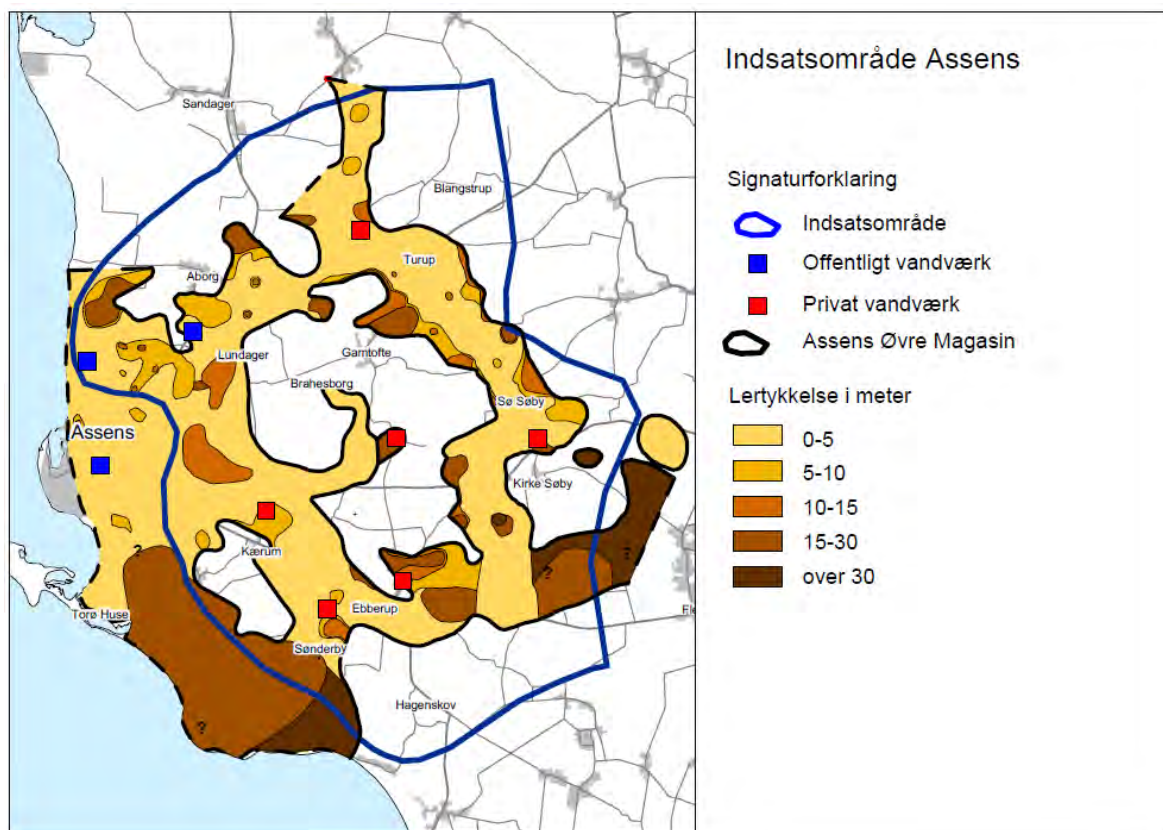 Indsatsområde Assens
Signaturforklaring
Indsatsområde
Offentligt vandværk
Privat vandværk
Assens Øvre Magasin
Lertykkelse i meter
0-5
5-10
10-15
15-30
over 30
Sandager
Blangstrup
Turup
Aborg
Lundager
Gamtofte
Brahesborg
Sø Søby
Assens
Kirke Søby
Kærum
?
?
?
Ebberup
Torø Huse
Fle
Sønderby
Hagenskov
?